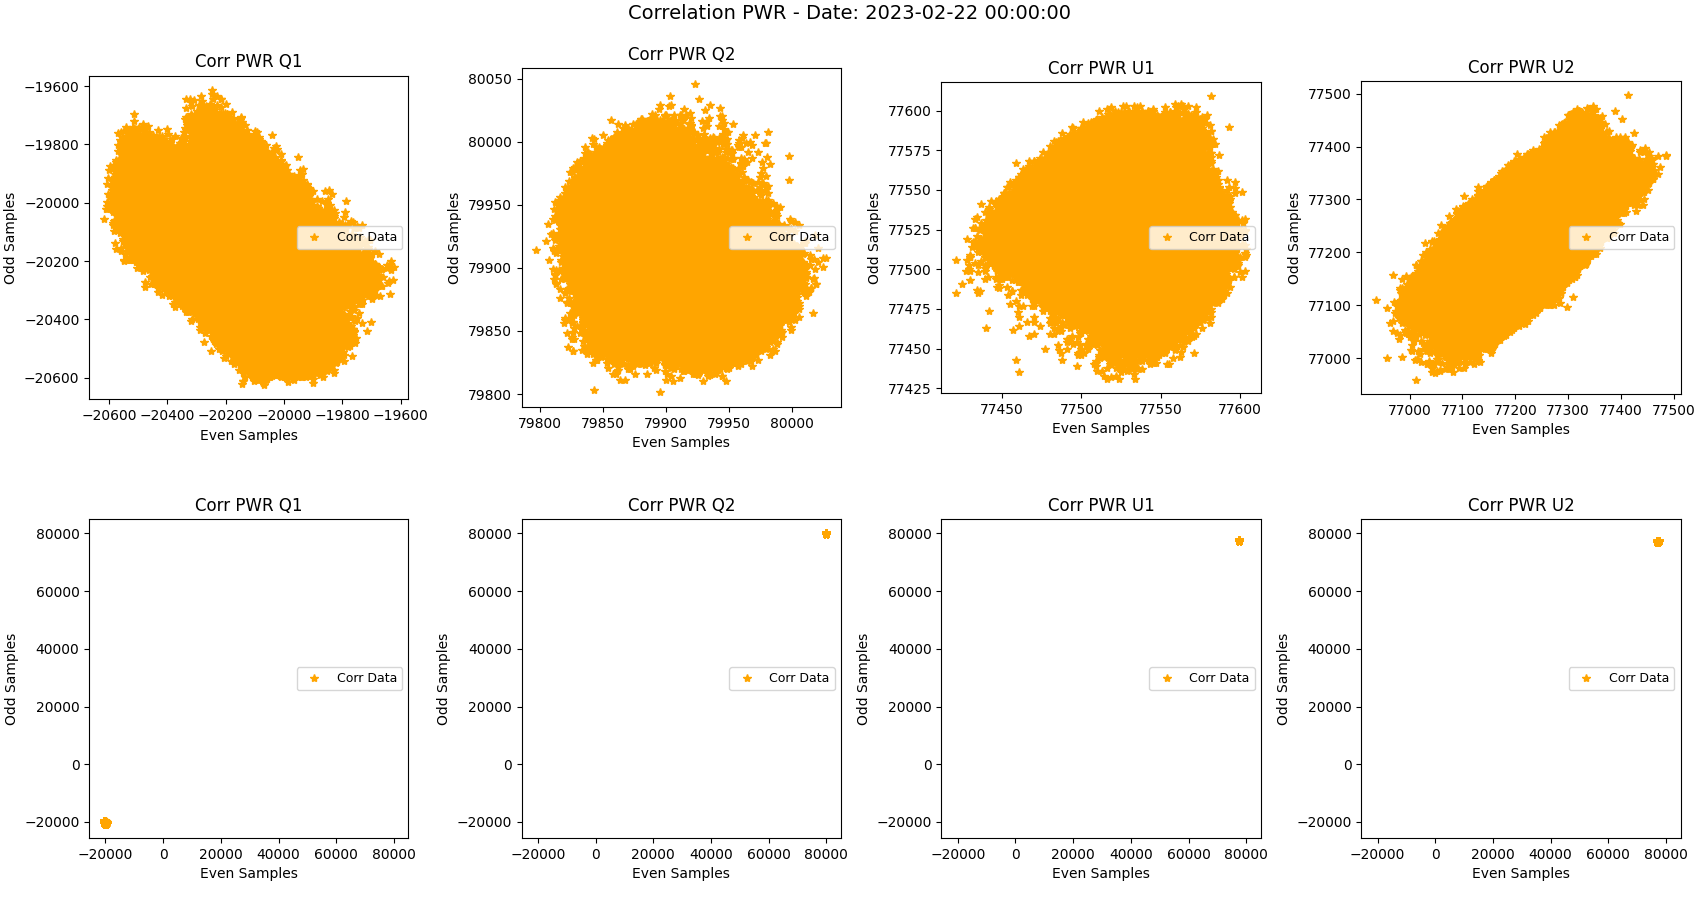 Correlation PWR - Date: 2023-02-22 00:00:00
Corr PWR Q1
Odd Samples
−19600
−19800
−20000
−20200
−20400
−20600
Corr Data
−20600 −20400 −20200 −20000 −19800 −19600
Even Samples
Corr PWR Q2
Odd Samples
80050
80000
79950
79900
79850
79800
Corr Data
79800 79850 79900 79950 80000
Even Samples
Corr PWR U1
Odd Samples
77600
77575
77550
77525
77500
77475
77450
77425
Corr Data
77450 77500 77550 77600
Even Samples
Corr PWR U2
Odd Samples
77500
77400
77300
77200
77100
77000
Corr Data
77000 77100 77200 77300 77400 77500
Even Samples
Corr PWR Q1
Odd Samples
80000
60000
40000
20000
0
−20000
Corr Data
−20000 0 20000 40000 60000 80000
Even Samples
Corr PWR Q2
Odd Samples
80000
60000
40000
20000
0
−20000
Corr Data
−20000 0 20000 40000 60000 80000
Even Samples
Corr PWR U1
Odd Samples
80000
60000
40000
20000
0
−20000
Corr Data
−20000 0 20000 40000 60000 80000
Even Samples
Corr PWR U2
Odd Samples
80000
60000
40000
20000
0
−20000
Corr Data
−20000 0 20000 40000 60000 80000
Even Samples